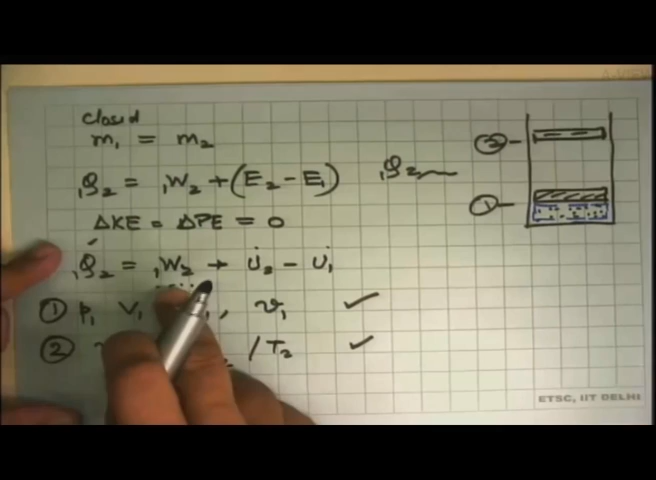 closed
m₁ = m₂
₁Q₂ = ₁W₂ + (E₂ - E₁)
₁Q₂
ΔKE = ΔPE = 0
₁Q₂ = ₁W₂ + U₂ - U₁
① p₁ V₁ , v₁ ✓
② /T₂ ✓
②
①
ETSC, IIT DELHI